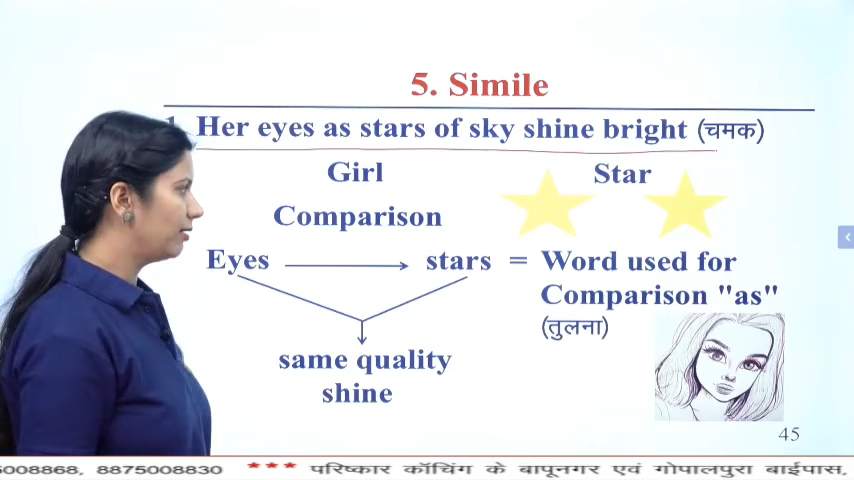 5. Simile
1. Her eyes as stars of sky shine bright (चमक)
Girl
Star
Comparison
Eyes
stars = Word used for
Comparison "as"
(तुलना)
same quality
shine
45
5008868, 8875008830 *** परिष्कार कॉचिंग के बापूनगर एवं गोपालपुरा बाईपास,